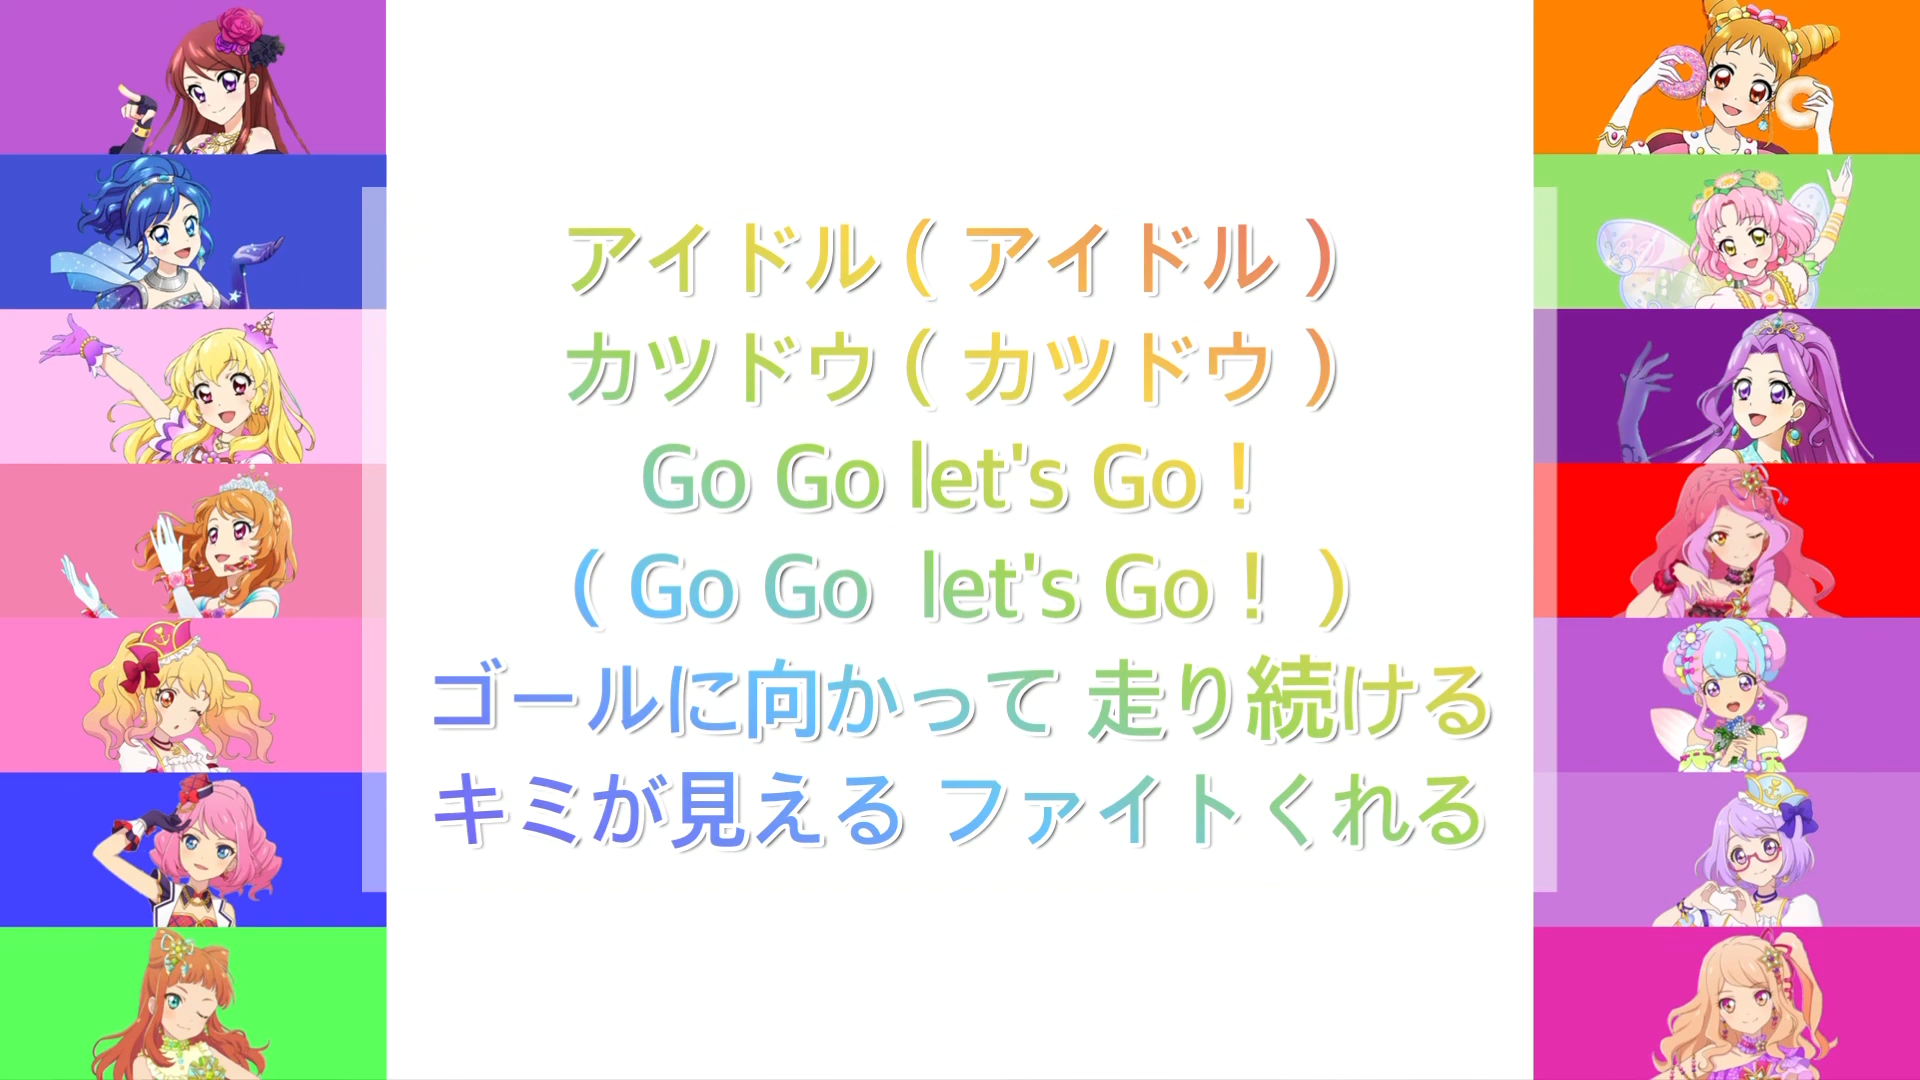 アイドル ( アイドル )
カツドウ ( カツドウ )
Go Go let's Go！
( Go Go let's Go！ )
ゴールに向かって 走り続ける
キミが見える ファイトくれる